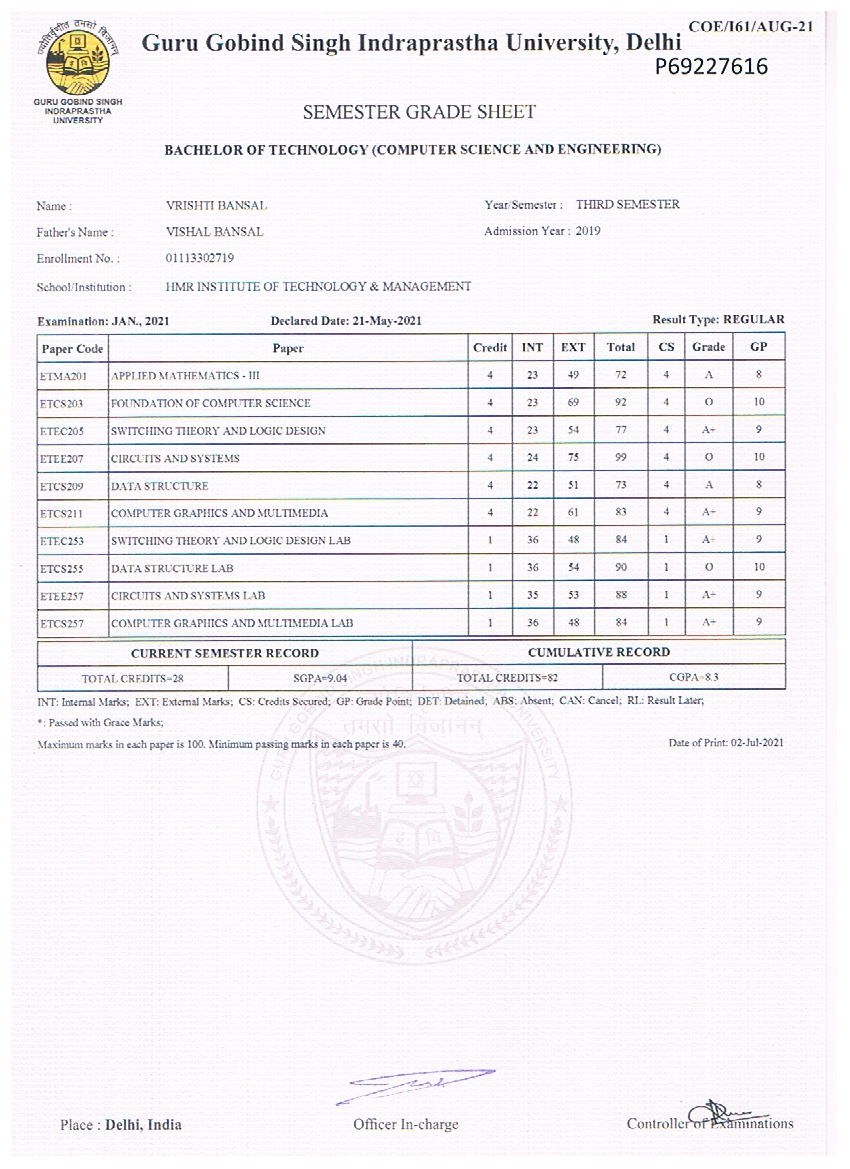 COE/I61/AUG-21
Guru Gobind Singh Indraprastha University, Delhi
P69227616
ज्योतिर्वृणीत तमसो विजानन्
GURU GOBIND SINGH
INDRAPRASTHA
UNIVERSITY
SEMESTER GRADE SHEET
BACHELOR OF TECHNOLOGY (COMPUTER SCIENCE AND ENGINEERING)
Name : VRISHTI BANSAL Year/Semester : THIRD SEMESTER
Father's Name : VISHAL BANSAL Admission Year : 2019
Enrollment No. : 01113302719
School/Institution : HMR INSTITUTE OF TECHNOLOGY & MANAGEMENT
Examination: JAN., 2021 Declared Date: 21-May-2021 Result Type: REGULAR
Paper Code Paper Credit INT EXT Total CS Grade GP
ETMA201 APPLIED MATHEMATICS - III 4 23 49 72 4 A 8
ETCS203 FOUNDATION OF COMPUTER SCIENCE 4 23 69 92 4 O 10
ETEC205 SWITCHING THEORY AND LOGIC DESIGN 4 23 54 77 4 A+ 9
ETEE207 CIRCUITS AND SYSTEMS 4 24 75 99 4 O 10
ETCS209 DATA STRUCTURE 4 22 51 73 4 A 8
ETCS211 COMPUTER GRAPHICS AND MULTIMEDIA 4 22 61 83 4 A+ 9
ETEC253 SWITCHING THEORY AND LOGIC DESIGN LAB 1 36 48 84 1 A+ 9
ETCS255 DATA STRUCTURE LAB 1 36 54 90 1 O 10
ETEE257 CIRCUITS AND SYSTEMS LAB 1 35 53 88 1 A+ 9
ETCS257 COMPUTER GRAPHICS AND MULTIMEDIA LAB 1 36 48 84 1 A+ 9
CURRENT SEMESTER RECORD CUMULATIVE RECORD
TOTAL CREDITS=28 SGPA=9.04 TOTAL CREDITS=82 CGPA=8.3
INT: Internal Marks; EXT: External Marks; CS: Credits Secured; GP: Grade Point; DET: Detained, ABS: Absent; CAN: Cancel; RL: Result Later;
*: Passed with Grace Marks;
Maximum marks in each paper is 100. Minimum passing marks in each paper is 40. Date of Print: 02-Jul-2021
GURU GOBIND SINGH INDRAPRASTHA UNIVERSITY
तमसो विजानन्
Place : Delhi, India Officer In-charge Controller of Examinations